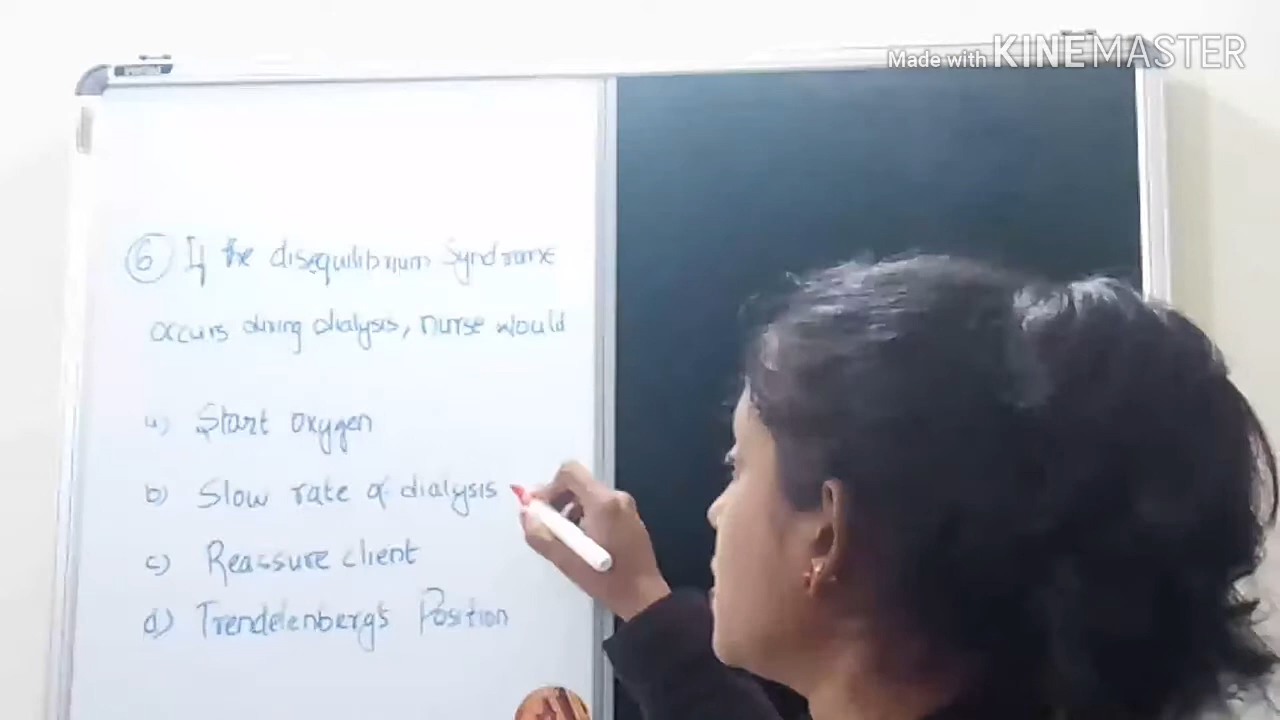 Made with KINEMASTER
6 If the disequilibrium Syndrome
occurs during dialysis, nurse would
a) Start oxygen
b) Slow rate of dialysis
c) Reassure client
d) Trendelenberg's Position